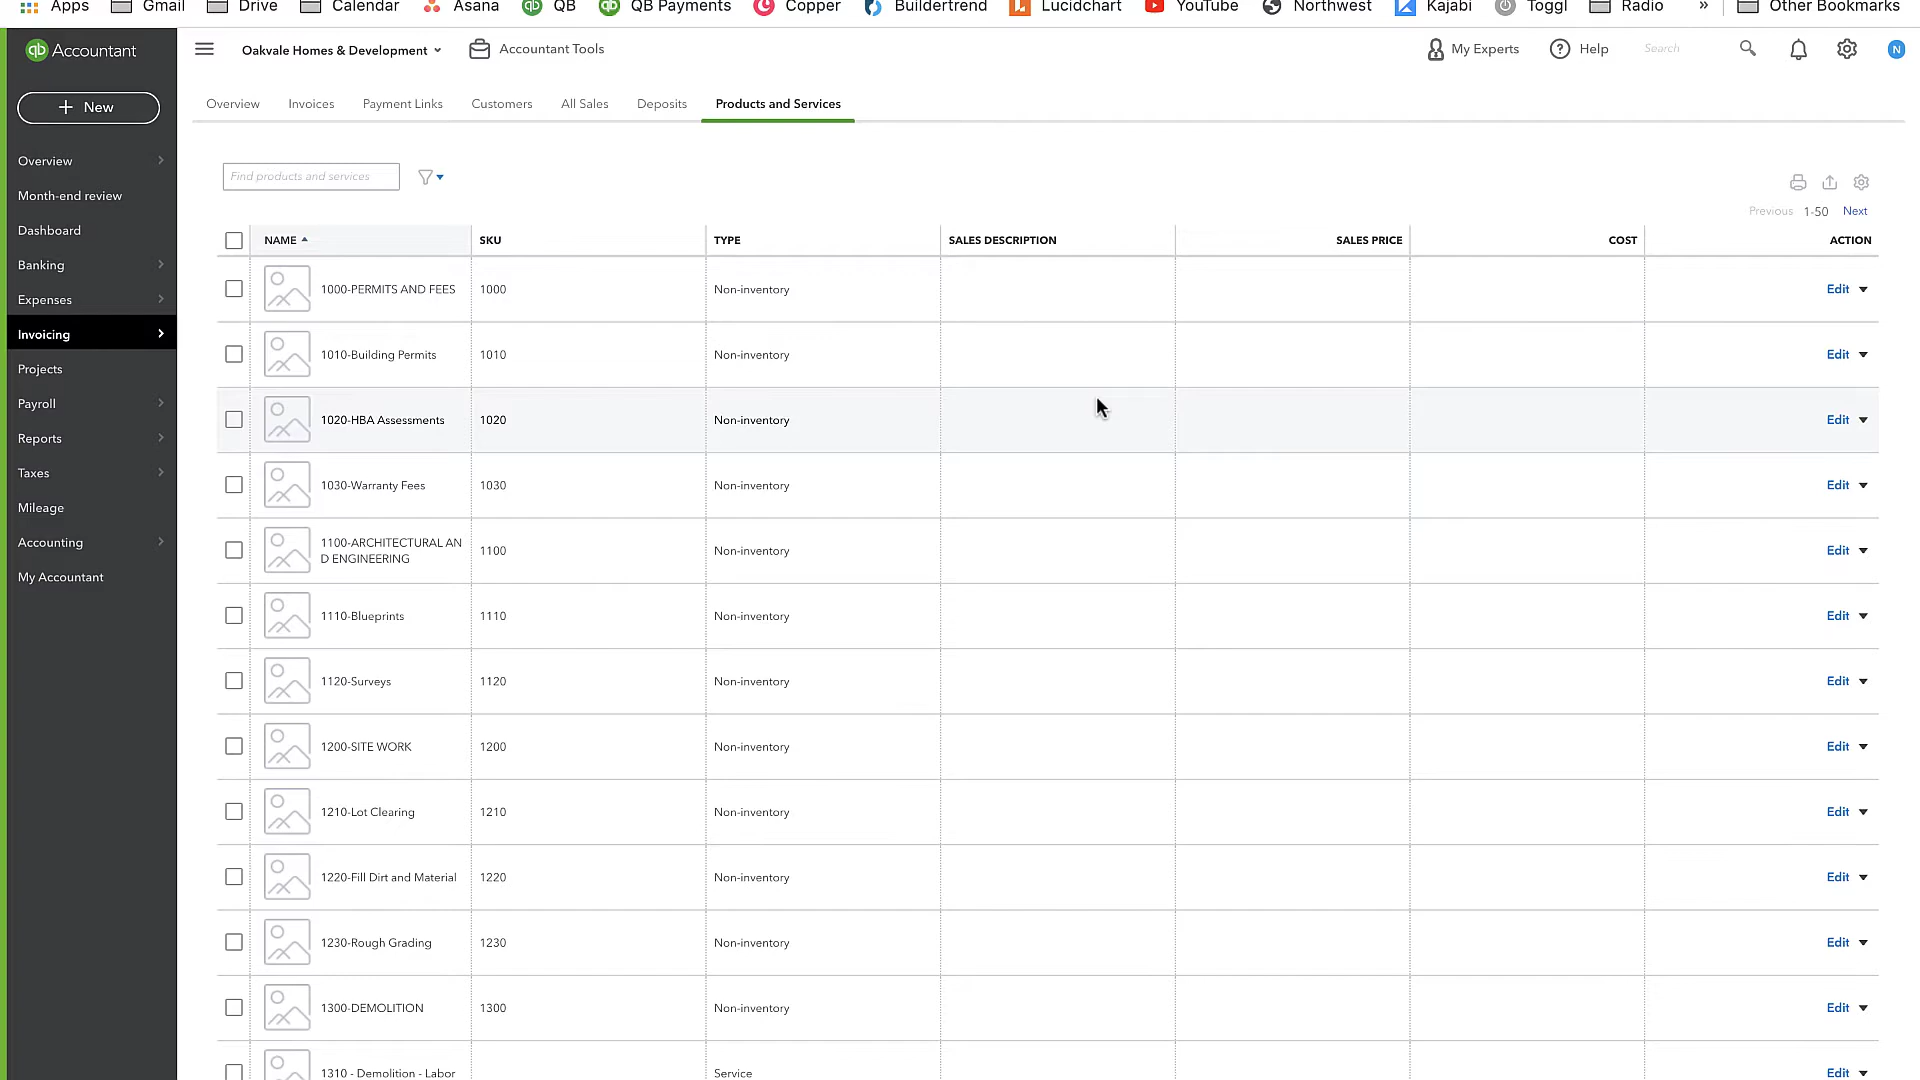 Apps Gmail Drive Calendar Asana QB QB Payments Copper Buildertrend Lucidchart YouTube Northwest Kajabi Toggl Radio » Other Bookmarks
qb Accountant
Oakvale Homes & Development
Accountant Tools
My Experts
Help
Search
N
+ New
Overview
Month-end review
Dashboard
Banking
Expenses
Invoicing
Projects
Payroll
Reports
Taxes
Mileage
Accounting
My Accountant
Overview Invoices Payment Links Customers All Sales Deposits Products and Services
Find products and services
Previous 1-50 Next
NAME SKU TYPE SALES DESCRIPTION SALES PRICE COST ACTION
1000-PERMITS AND FEES 1000 Non-inventory Edit
1010-Building Permits 1010 Non-inventory Edit
1020-HBA Assessments 1020 Non-inventory Edit
1030-Warranty Fees 1030 Non-inventory Edit
1100-ARCHITECTURAL AN
D ENGINEERING 1100 Non-inventory Edit
1110-Blueprints 1110 Non-inventory Edit
1120-Surveys 1120 Non-inventory Edit
1200-SITE WORK 1200 Non-inventory Edit
1210-Lot Clearing 1210 Non-inventory Edit
1220-Fill Dirt and Material 1220 Non-inventory Edit
1230-Rough Grading 1230 Non-inventory Edit
1300-DEMOLITION 1300 Non-inventory Edit
1310 - Demolition - Labor Service Edit